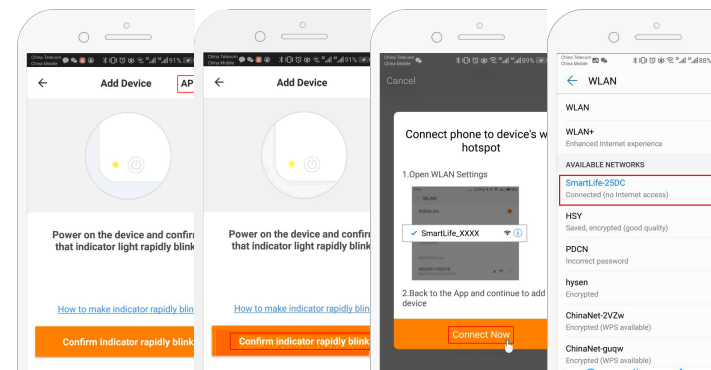 China Telecom
China Mobile
91%
Add Device
AP
Power on the device and confirm
that indicator light rapidly blink
How to make indicator rapidly blin
Confirm indicator rapidly blink
China Telecom
China Mobile
91%
Add Device
Power on the device and confirm
that indicator light rapidly blink
How to make indicator rapidly blin
Confirm indicator rapidly blink
China Telecom
China Mobile
89%
Cancel
Connect phone to device's w
hotspot
1.Open WLAN Settings
WLAN
SmartLife_XXXX
2.Back to the App and continue to add
device
Connect Now
China Telecom
China Mobile
88%
WLAN
WLAN
WLAN+
Enhanced Internet experience
AVAILABLE NETWORKS
SmartLife-25DC
Connected (no Internet access)
HSY
Saved, encrypted (good quality)
PDCN
Incorrect password
hysen
Encrypted
ChinaNet-2VZw
Encrypted (WPS available)
ChinaNet-guqw
Encrypted (WPS available)